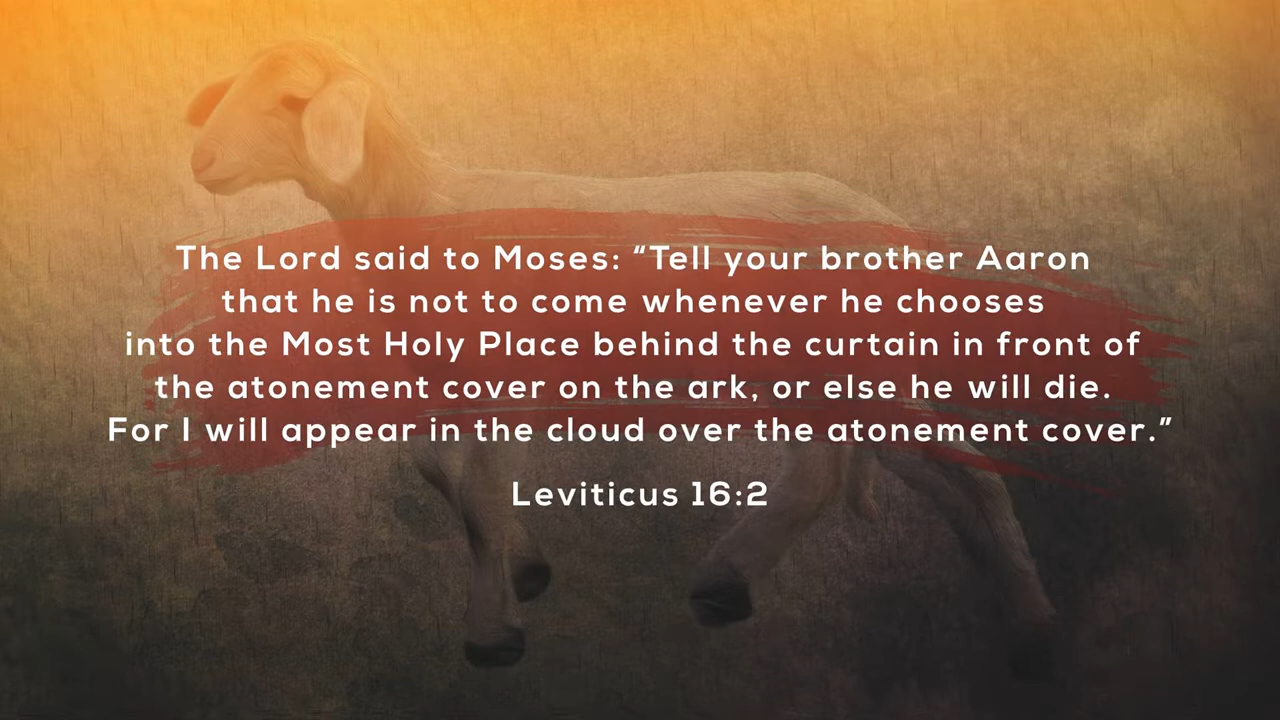 The Lord said to Moses: “Tell your brother Aaron
that he is not to come whenever he chooses
into the Most Holy Place behind the curtain in front of
the atonement cover on the ark, or else he will die.
For I will appear in the cloud over the atonement cover.”
Leviticus 16:2